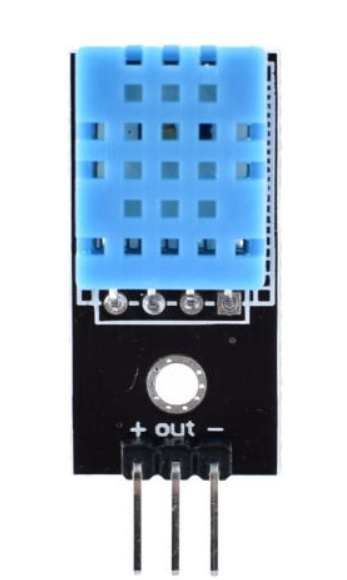 + out -